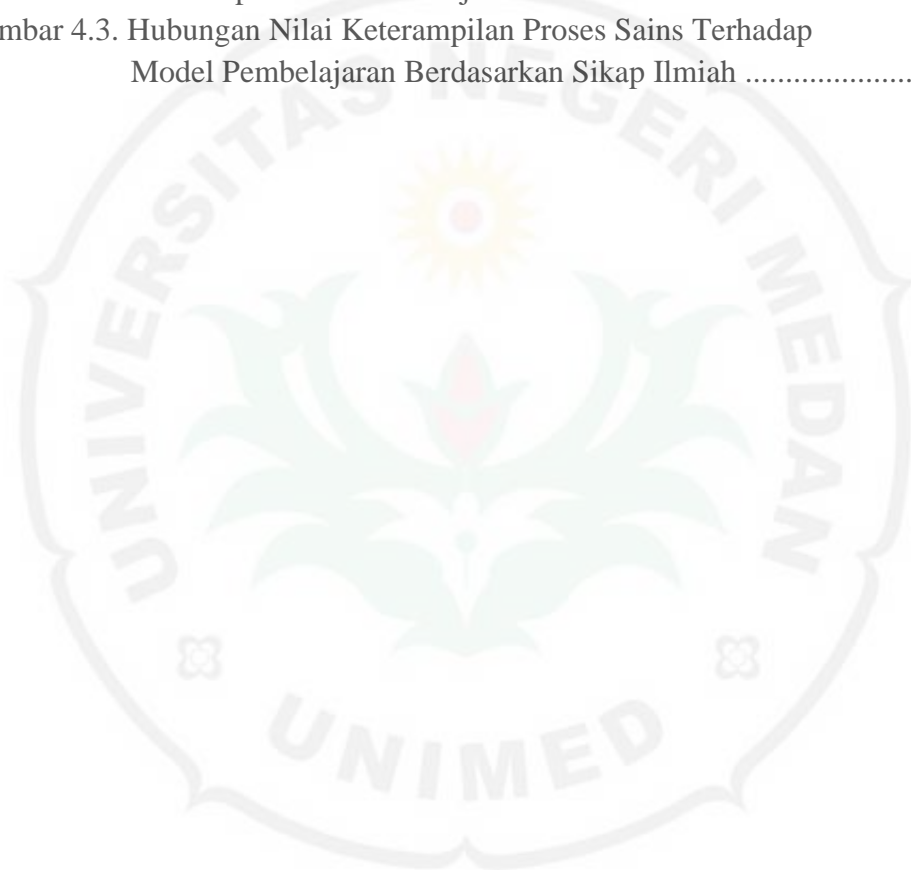 mbar 4.3. Hubungan Nilai Keterampilan Proses Sains Terhadap
Model Pembelajaran Berdasarkan Sikap Ilmiah .....................
UNIVERSITAS NEGERI MEDAN
UNIMED